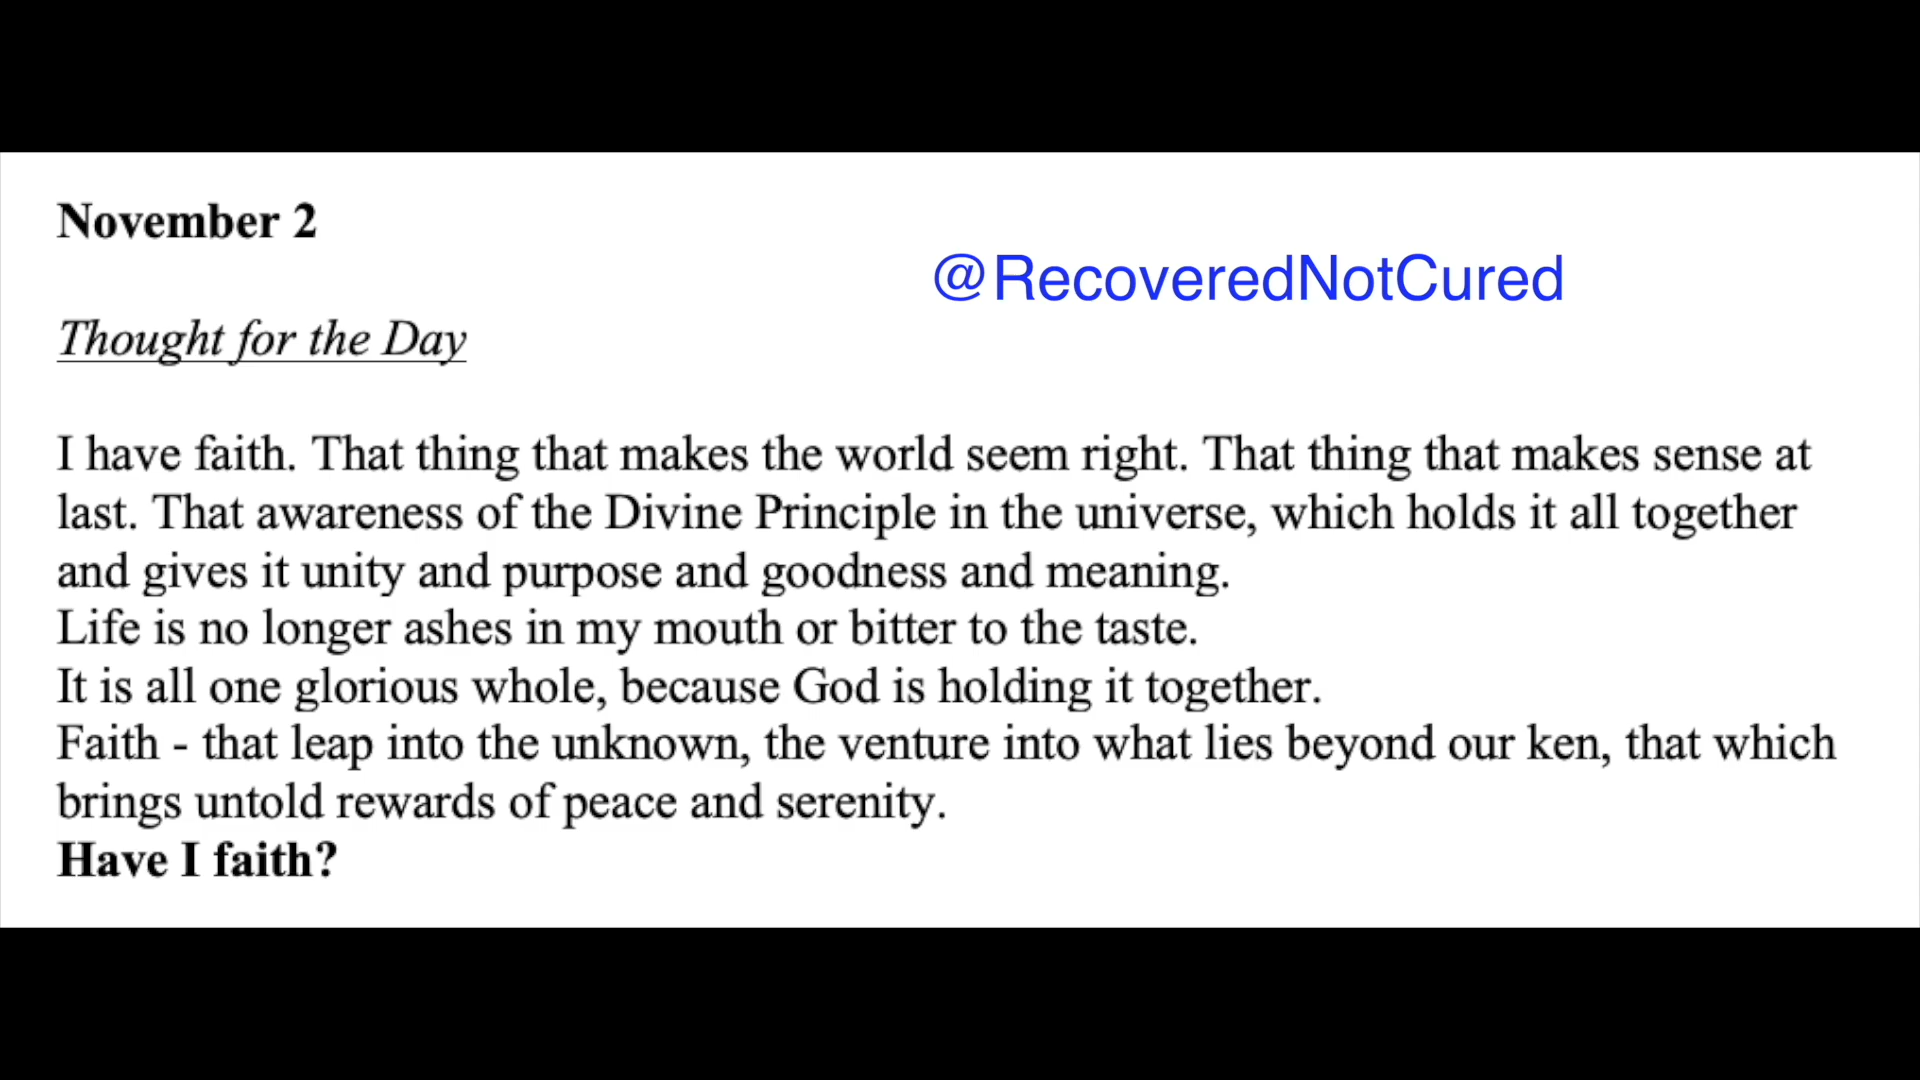 November 2
@RecoveredNotCured
Thought for the Day
I have faith. That thing that makes the world seem right. That thing that makes sense at
last. That awareness of the Divine Principle in the universe, which holds it all together
and gives it unity and purpose and goodness and meaning.
Life is no longer ashes in my mouth or bitter to the taste.
It is all one glorious whole, because God is holding it together.
Faith - that leap into the unknown, the venture into what lies beyond our ken, that which
brings untold rewards of peace and serenity.
Have I faith?